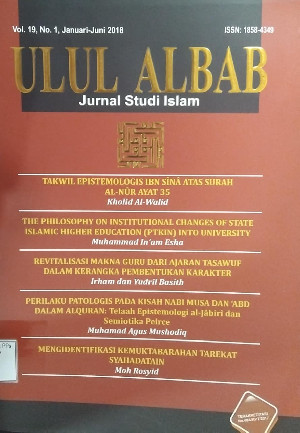 Vol. 19, No. 1, Januari-Juni 2018
ISSN: 1858-4349
ULUL ALBAB
Jurnal Studi Islam
TAKWIL EPISTEMOLOGIS IBN SĪNĀ ATAS SURAH
AL-NŪR AYAT 35
Kholid Al-Walid
THE PHILOSOPHY ON INSTITUTIONAL CHANGES OF STATE
ISLAMIC HIGHER EDUCATION (PTKIN) INTO UNIVERSITY
Muhammad In'am Esha
REVITALISASI MAKNA GURU DARI AJARAN TASAWUF
DALAM KERANGKA PEMBENTUKAN KARAKTER
Irham dan Yudril Basith
PERILAKU PATOLOGIS PADA KISAH NABI MUSA DAN 'ABD
DALAM ALQURAN: Telaah Epistemologi al-Jābirī dan
Semiotika Peirce
Muhamad Agus Mushodiq
MENGIDENTIFIKASI KEMUKTABARAHAN TAREKAT
SYAHADATAIN
Moh Rosyid